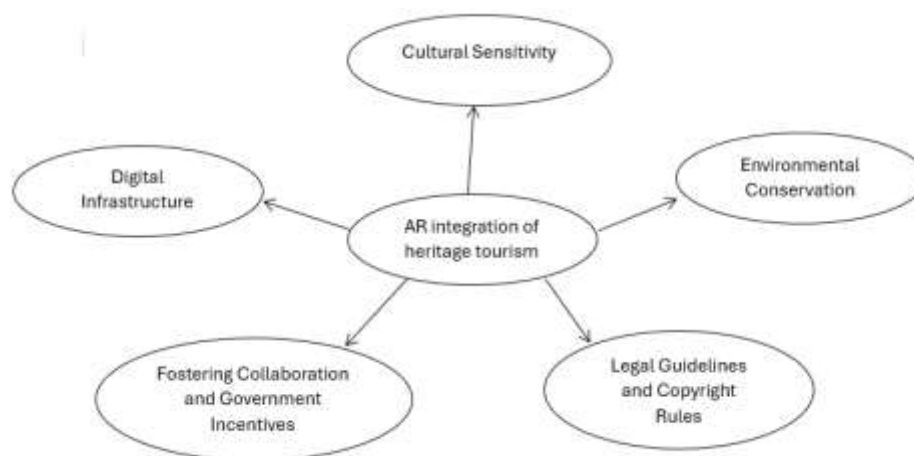 Cultural Sensitivity
Digital
Infrastructure
Environmental
Conservation
AR integration of
heritage tourism
Fostering Collaboration
and Government
Incentives
Legal Guidelines
and Copyright
Rules